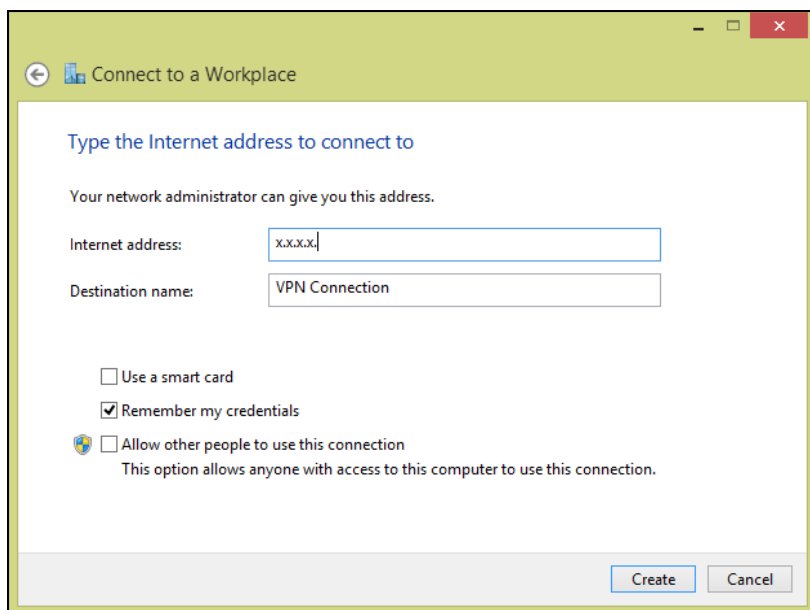 Connect to a Workplace
Type the Internet address to connect to
Your network administrator can give you this address.
Internet address: x.x.x.x.
Destination name: VPN Connection
Use a smart card
Remember my credentials
Allow other people to use this connection
This option allows anyone with access to this computer to use this connection.
Create Cancel